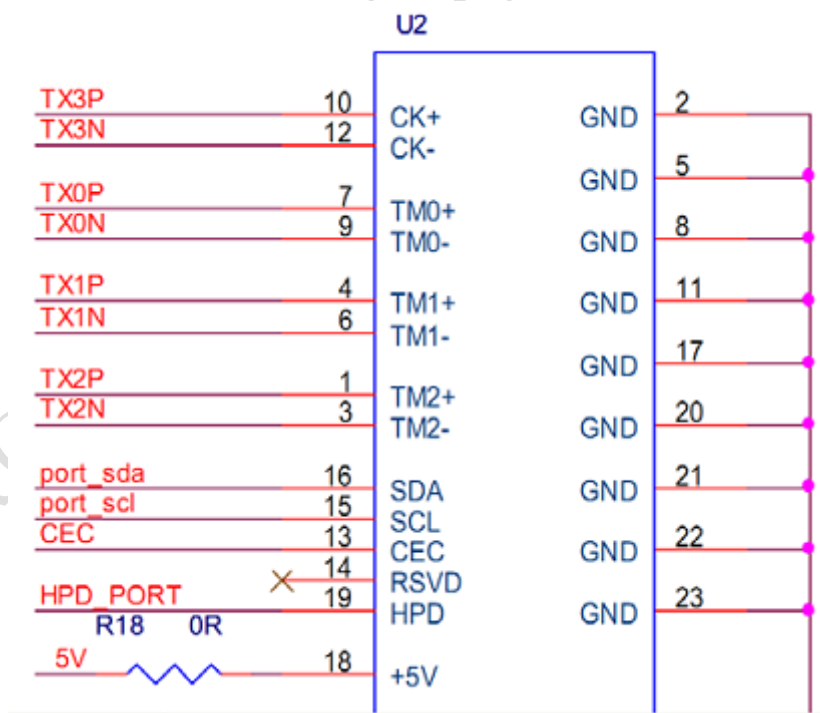 U2
TX3P 10 CK+ GND 2
TX3N 12 CK-
GND 5
TX0P 7 TM0+
TX0N 9 TM0- GND 8
TX1P 4 TM1+ GND 11
TX1N 6 TM1-
GND 17
TX2P 1 TM2+
TX2N 3 TM2- GND 20
port_sda 16 SDA GND 21
port_scl 15 SCL
CEC 13 CEC GND 22
14 RSVD
HPD_PORT 19 HPD GND 23
R18 0R
5V 18 +5V